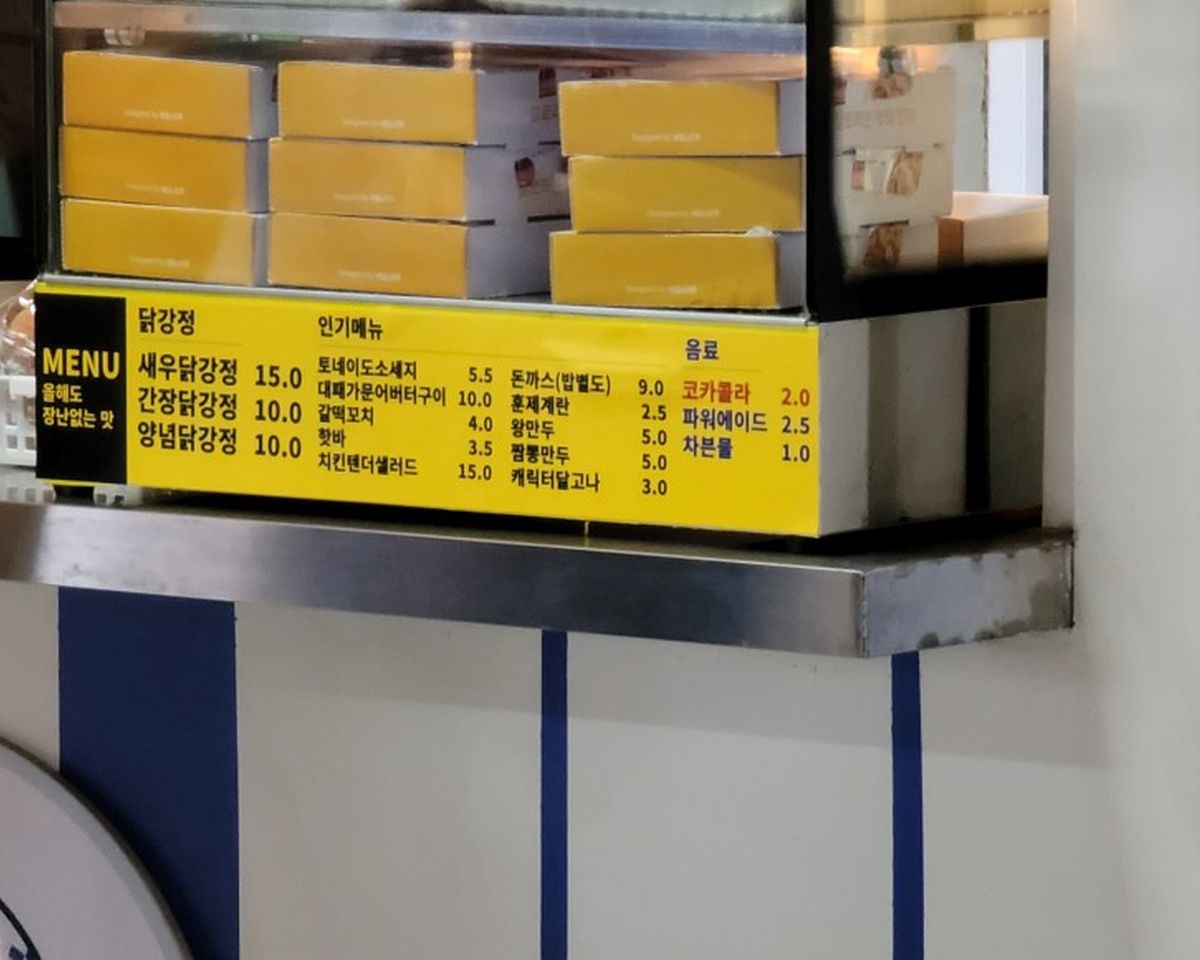 MENU
올해도
장난없는 맛
닭강정
새우닭강정 15.0
간장닭강정 10.0
양념닭강정 10.0
인기메뉴
토네이도소세지 5.5
대패가문어버터구이 10.0
갈떡꼬치 4.0
핫바 3.5
치킨텐더샐러드 15.0
돈까스(밥별도) 9.0
훈제계란 2.5
왕만두 5.0
짬뽕만두 5.0
캐릭터달고나 3.0
음료
코카콜라 2.0
파워에이드 2.5
차븐물 1.0